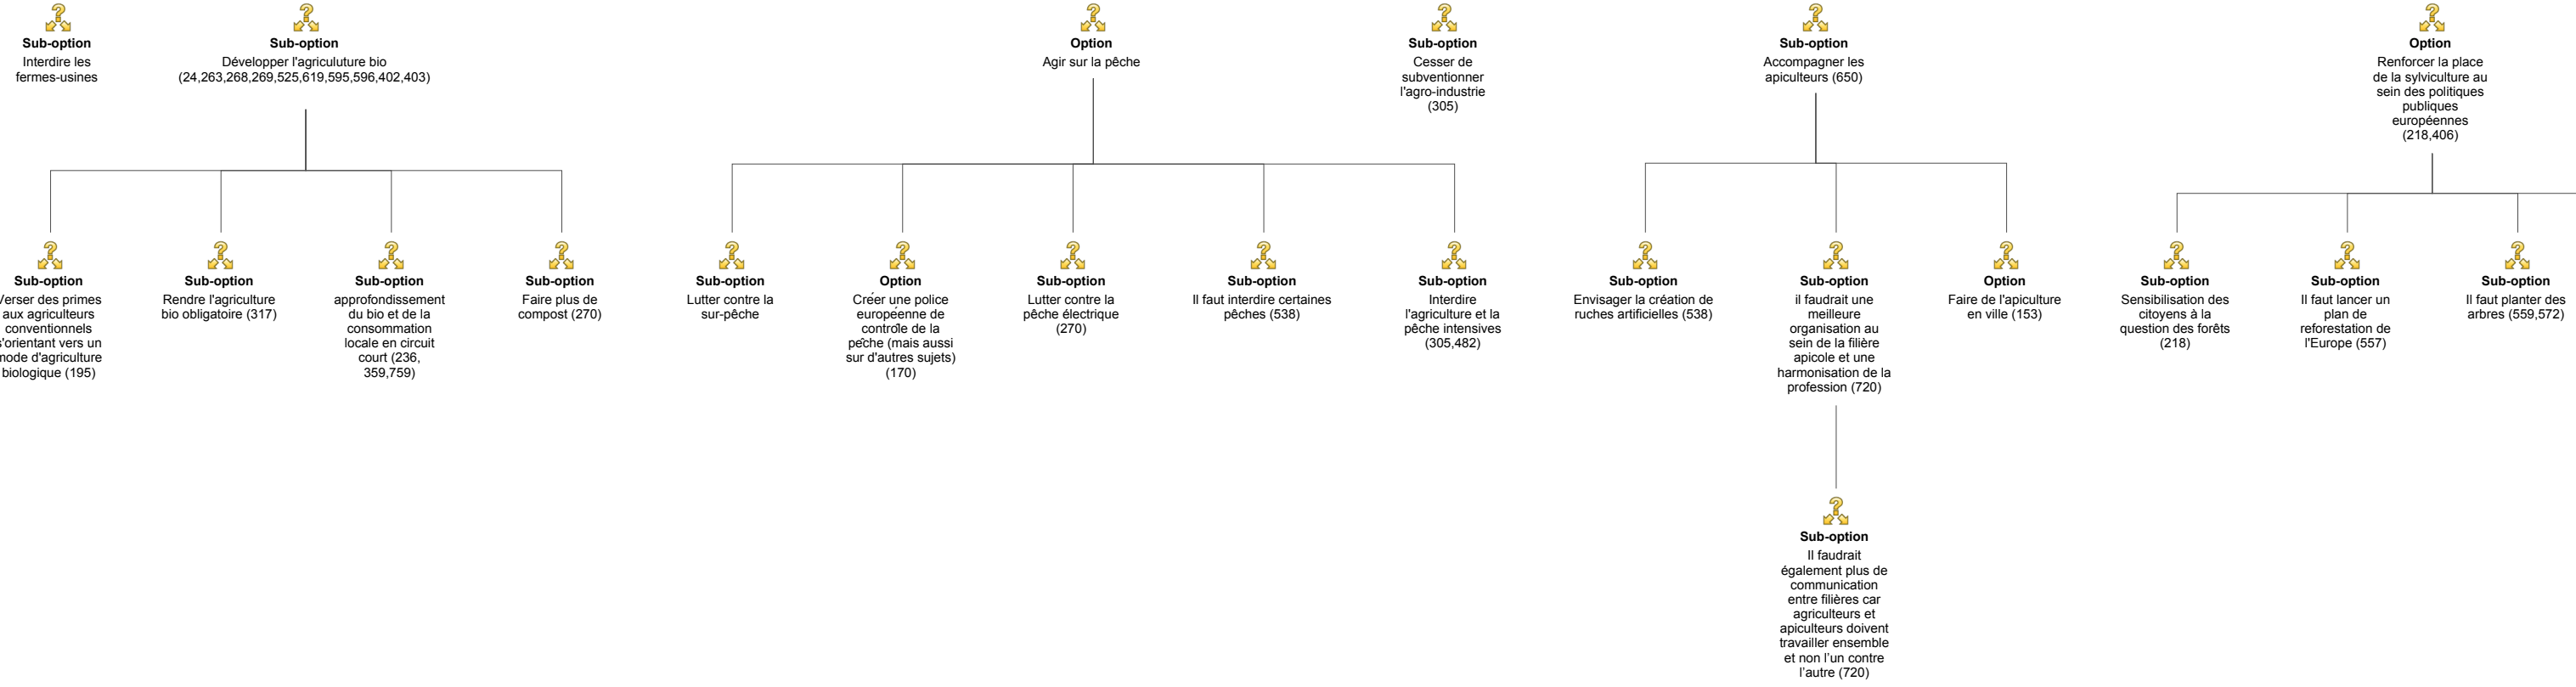 Sub-option
Interdire les
fermes-usines
Sub-option
Développer l'agriculuture bio
(24,263,268,269,525,619,595,596,402,403)
Option
Agir sur la pêche
Sub-option
Cesser de
subventionner
l'agro-industrie
(305)
Sub-option
Accompagner les
apiculteurs (650)
Option
Renforcer la place
de la sylviculture au
sein des politiques
publiques
européennes
(218,406)
Sub-option
Verser des primes
aux agriculteurs
conventionnels
s'orientant vers un
mode d'agriculture
biologique (195)
Sub-option
Rendre l'agriculture
bio obligatoire (317)
Sub-option
approfondissement
du bio et de la
consommation
locale en circuit
court (236,
359,759)
Sub-option
Faire plus de
compost (270)
Sub-option
Lutter contre la
sur-pêche
Option
Créer une police
européenne de
contrôle de la
pêche (mais aussi
sur d'autres sujets)
(170)
Sub-option
Lutter contre la
pêche électrique
(270)
Sub-option
Il faut interdire certaines
pêches (538)
Sub-option
Interdire
l'agriculture et la
pêche intensives
(305,482)
Sub-option
Envisager la création de
ruches artificielles (538)
Sub-option
il faudrait une
meilleure
organisation au
sein de la filière
apicole et une
harmonisation de la
profession (720)
Option
Faire de l'apiculture
en ville (153)
Sub-option
Sensibilisation des
citoyens à la
question des forêts
(218)
Sub-option
Il faut lancer un
plan de
reforestation de
l'Europe (557)
Sub-option
Il faut planter des
arbres (559,572)
Sub-option
Il faudrait
également plus de
communication
entre filières car
agriculteurs et
apiculteurs doivent
travailler ensemble
et non l’un contre
l’autre (720)